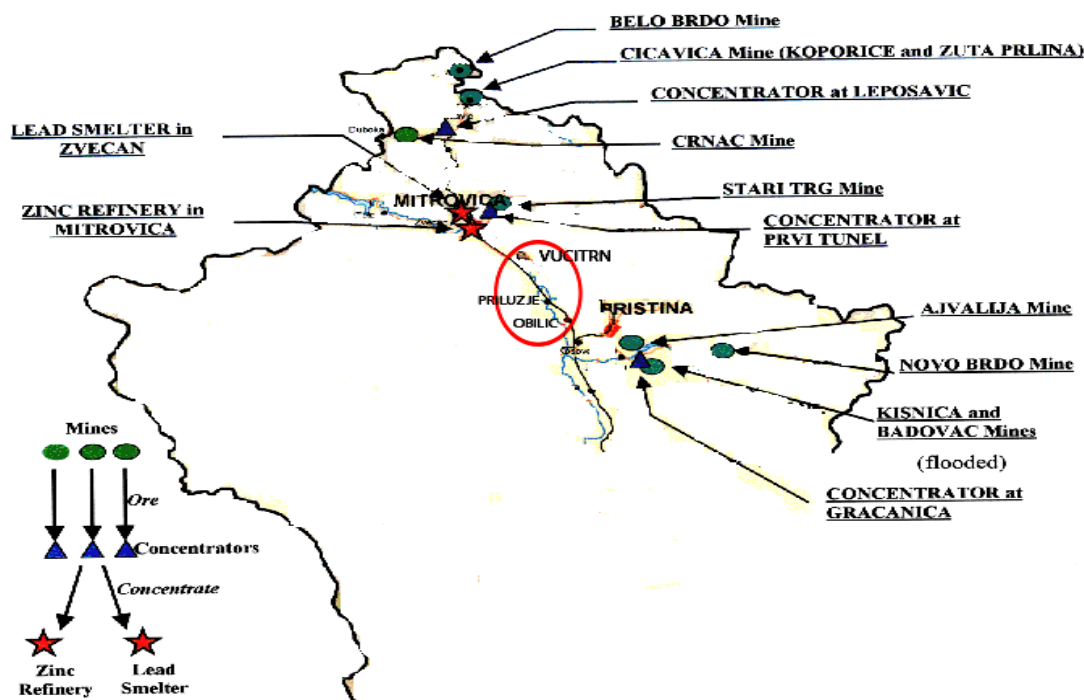 BELO BRDO Mine
CICAVICA Mine (KOPORICE and ZUTA PRLINA)
CONCENTRATOR at LEPOSAVIC
LEAD SMELTER in
ZVECAN
Duboka
CRNAC Mine
MITROVICA
STARI TRG Mine
ZINC REFINERY in
MITROVICA
CONCENTRATOR at
PRVI TUNEL
VUCITRN
PRILUZJE
OBILIC
PRISTINA
AJVALIJA Mine
NOVO BRDO Mine
KISNICA and
BADOVAC Mines
(flooded)
CONCENTRATOR at
GRACANICA
Mines
Ore
Concentrators
Concentrate
Zinc
Refinery
Lead
Smelter